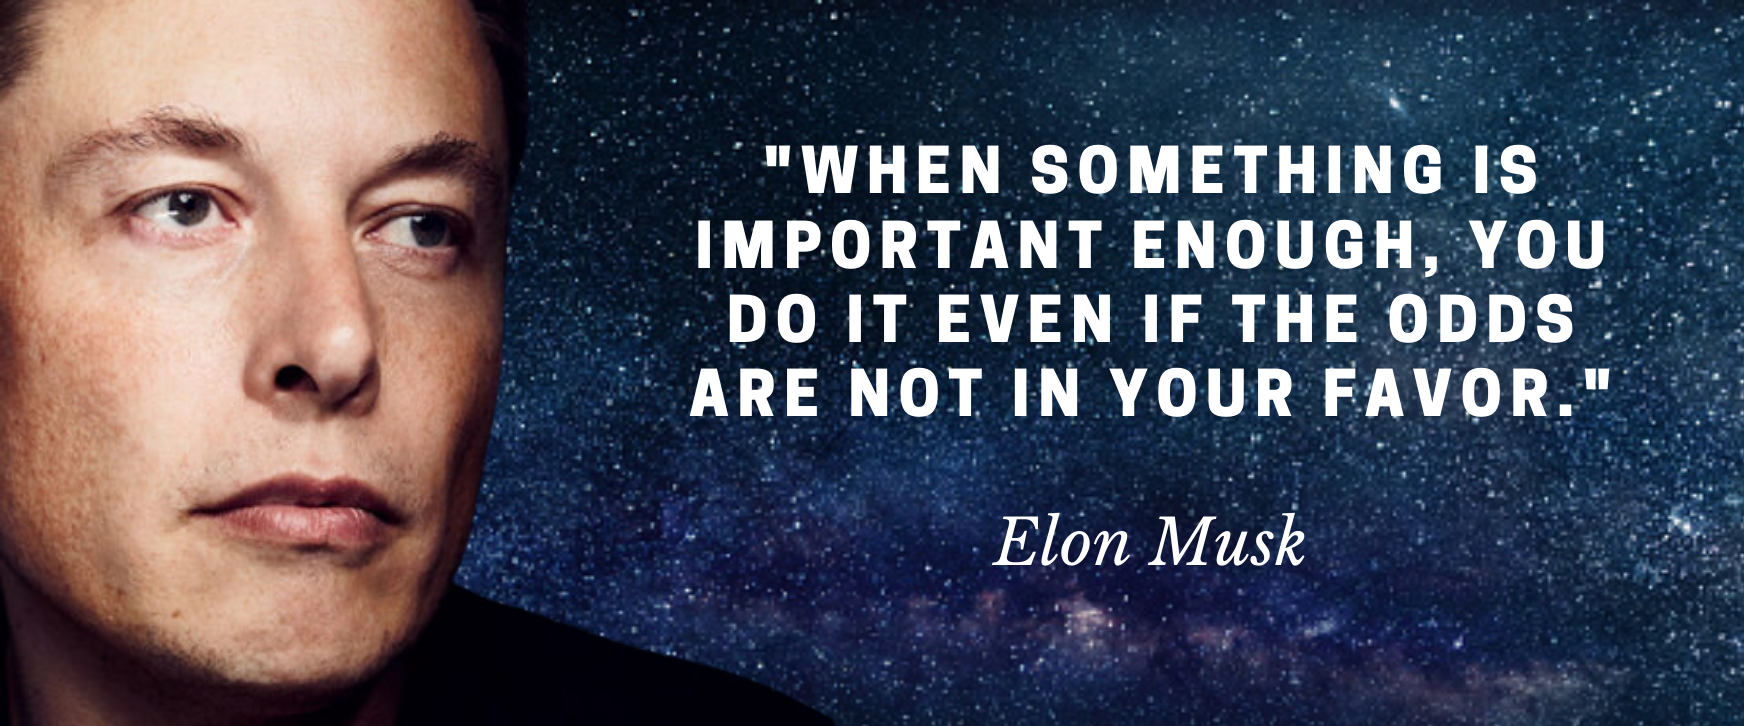 "WHEN SOMETHING IS
IMPORTANT ENOUGH, YOU
DO IT EVEN IF THE ODDS
ARE NOT IN YOUR FAVOR."
Elon Musk